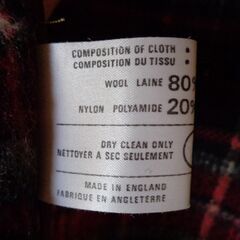 COMPOSITION OF CLOTH :
COMPOSITION DU TISSU :
WOOL LAINE 80%
NYLON POLYAMIDE 20%
DRY CLEAN ONLY
NETTOYER A SEC SEULEMENT
MADE IN ENGLAND
FABRIQUE EN ANGLETERRE